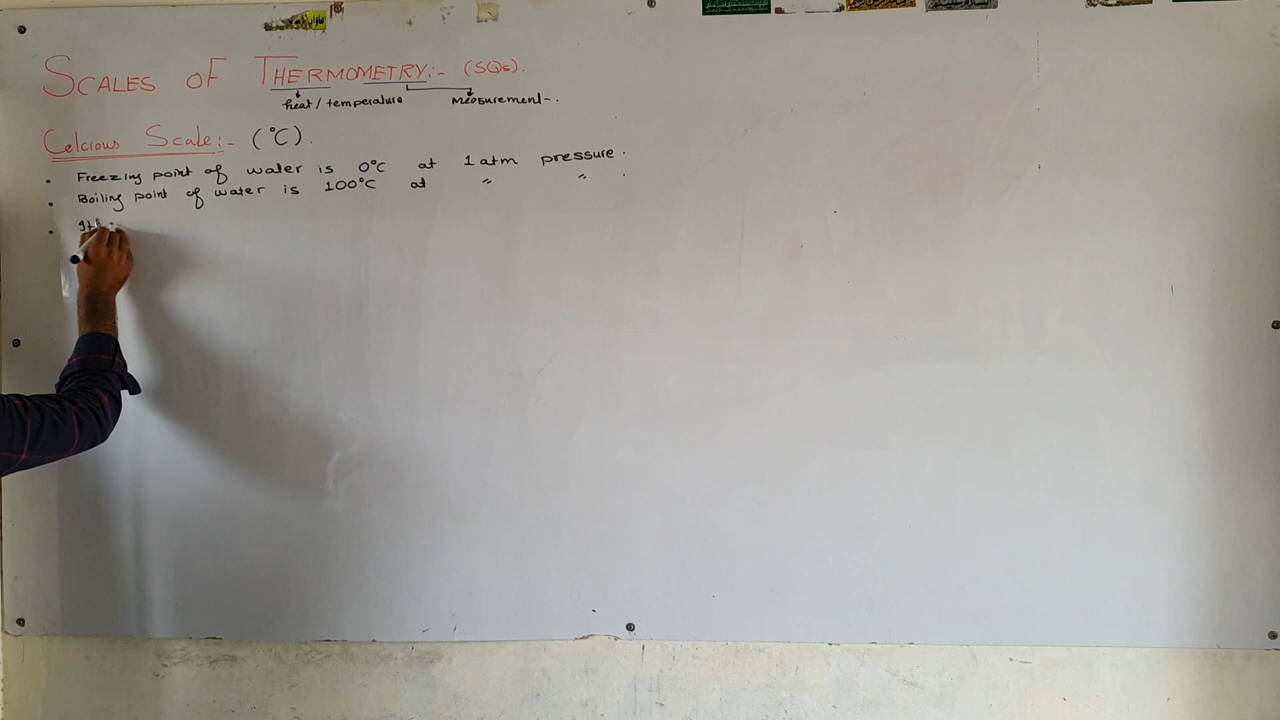 SCALES OF THERMOMETRY:- (SQs).
heat / temperature measurement-.
Celcious Scale:- (°C).
• Freezing point of water is 0°C at 1 atm pressure.
• Boiling point of water is 100°C at " " .
•